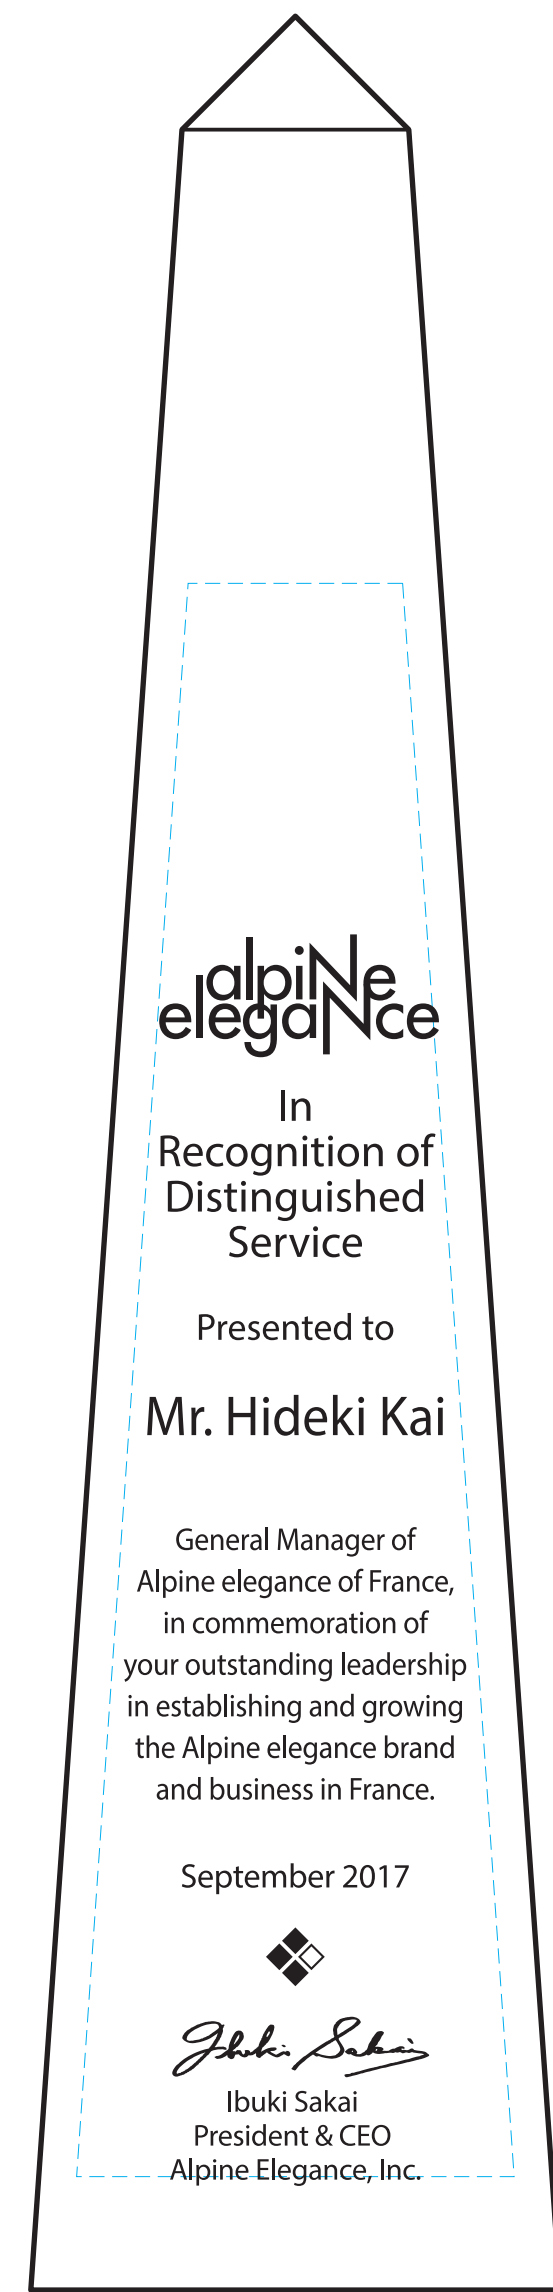 alpiNe
elegaNce
In
Recognition of
Distinguished
Service
Presented to
Mr. Hideki Kai
General Manager of
Alpine elegance of France,
in commemoration of
your outstanding leadership
in establishing and growing
the Alpine elegance brand
and business in France.
September 2017
Ibuki Sakai
Ibuki Sakai
President & CEO
Alpine Elegance, Inc.